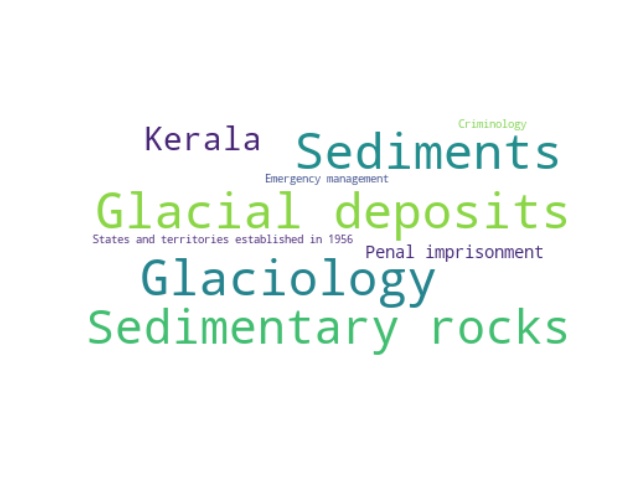 Criminology
Kerala
Sediments
Emergency management
Glacial deposits
States and territories established in 1956
Penal imprisonment
Glaciology
Sedimentary rocks